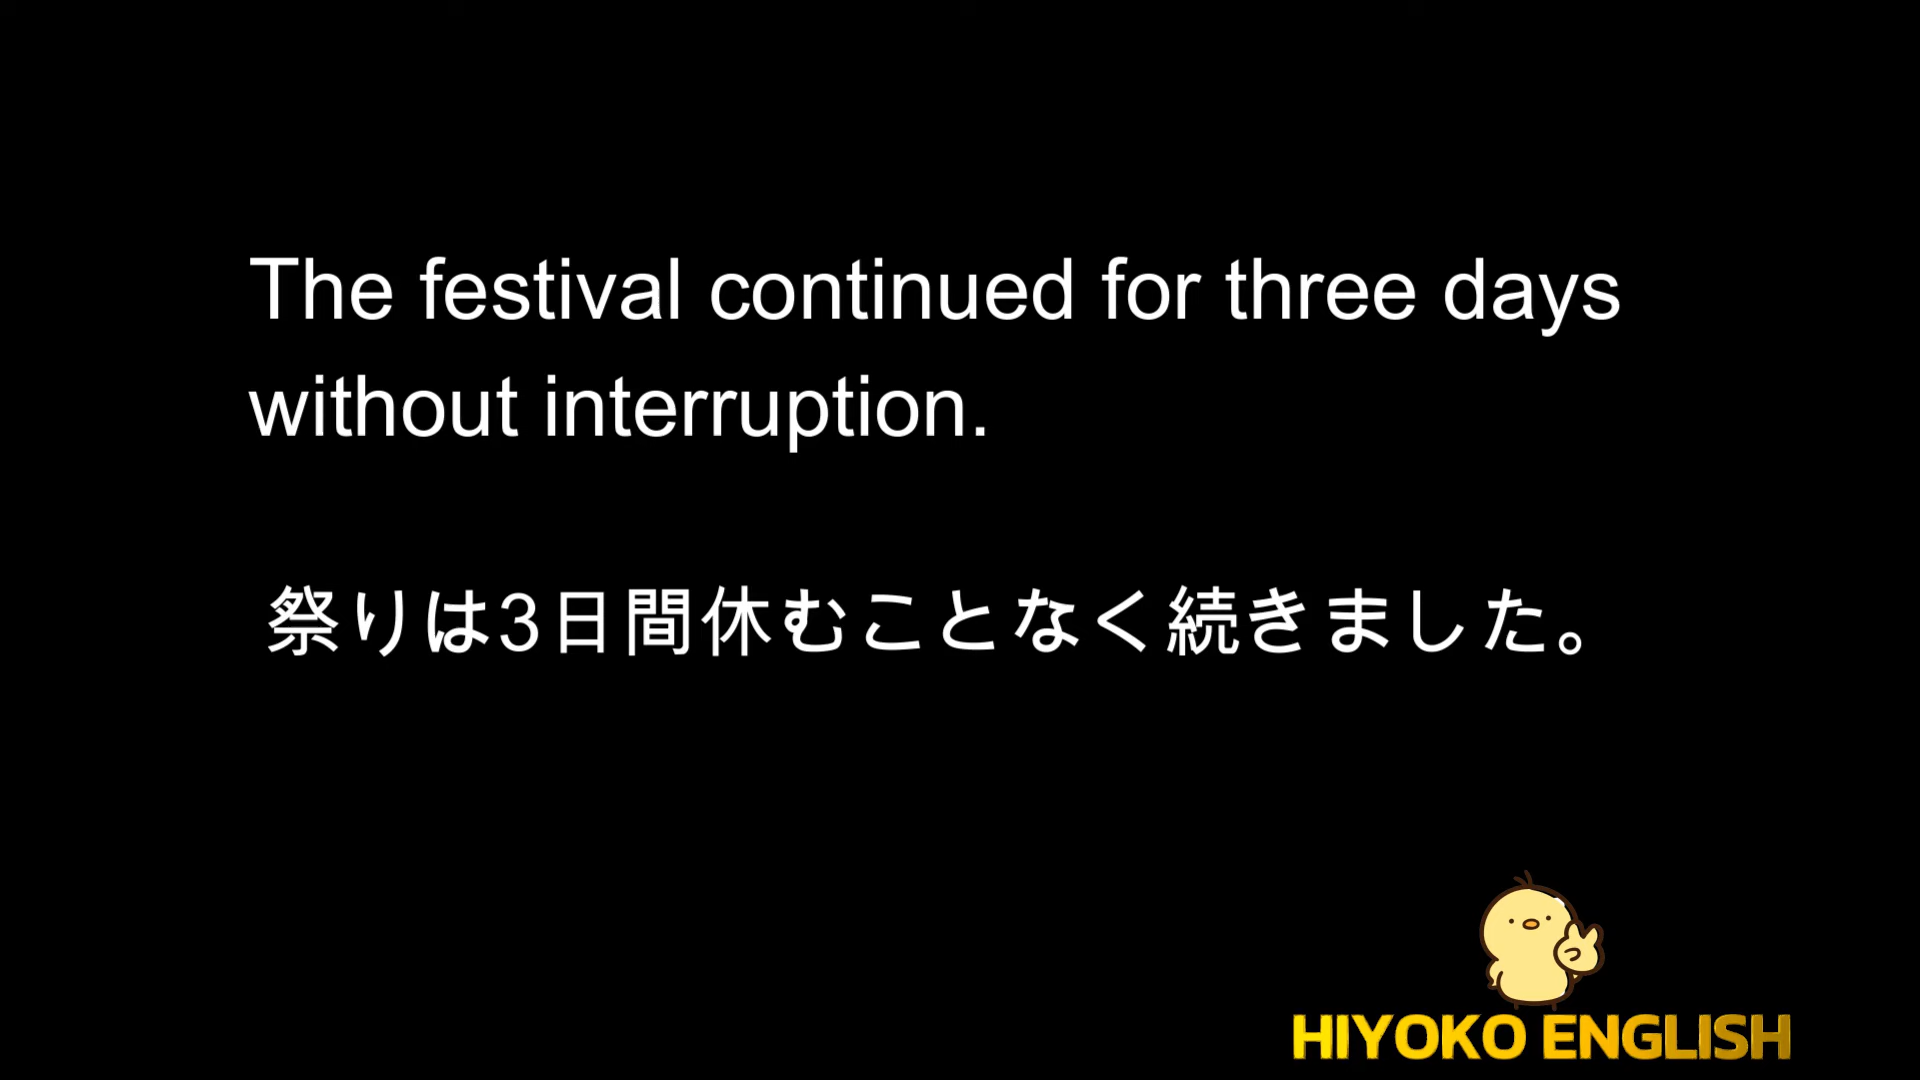 The festival continued for three days
without interruption.
祭りは3日間休むことなく続きました。
HIYOKO ENGLISH